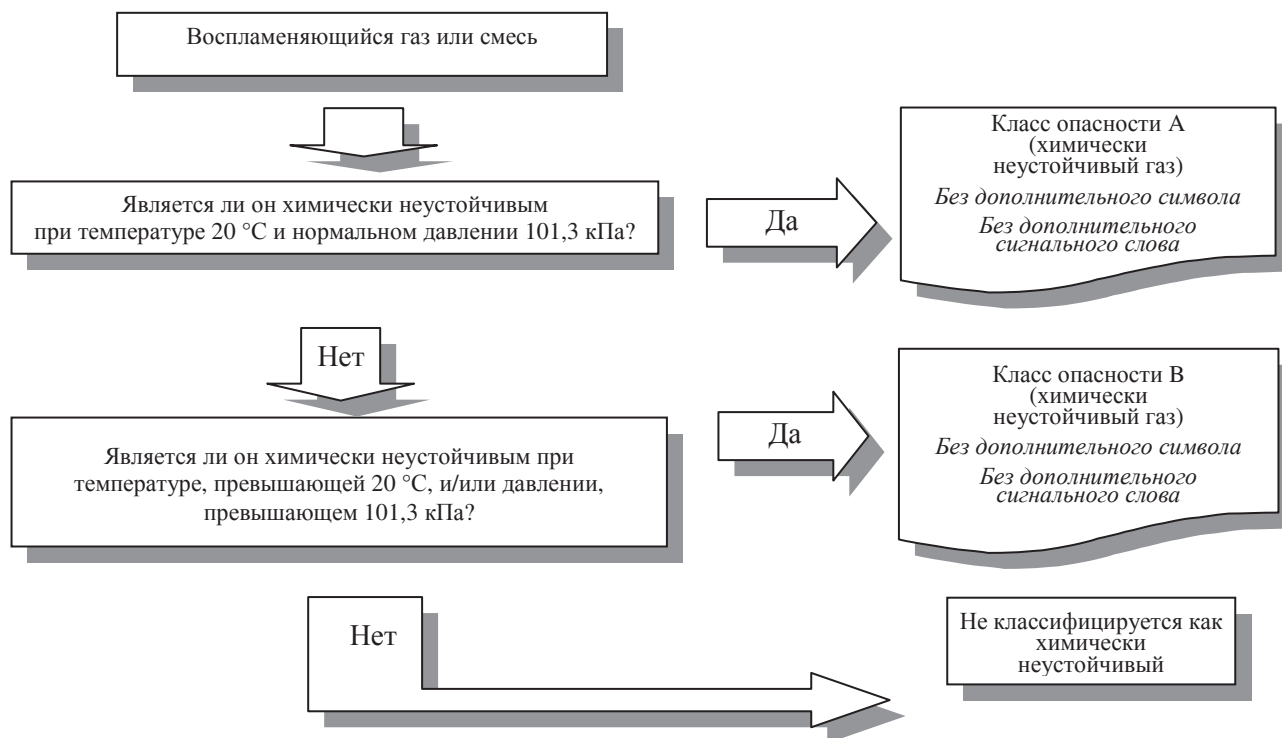 Воспламеняющийся газ или смесь
Является ли он химически неустойчивым
при температуре 20 °С и нормальном давлении 101,3 кПа?
Да
Класс опасности А
(химически
неустойчивый газ)
Без дополнительного символа
Без дополнительного
сигнального слова
Нет
Является ли он химически неустойчивым при
температуре, превышающей 20 °С, и/или давлении,
превышающем 101,3 кПа?
Да
Класс опасности В
(химически
неустойчивый газ)
Без дополнительного символа
Без дополнительного
сигнального слова
Нет
Не классифицируется как
химически
неустойчивый